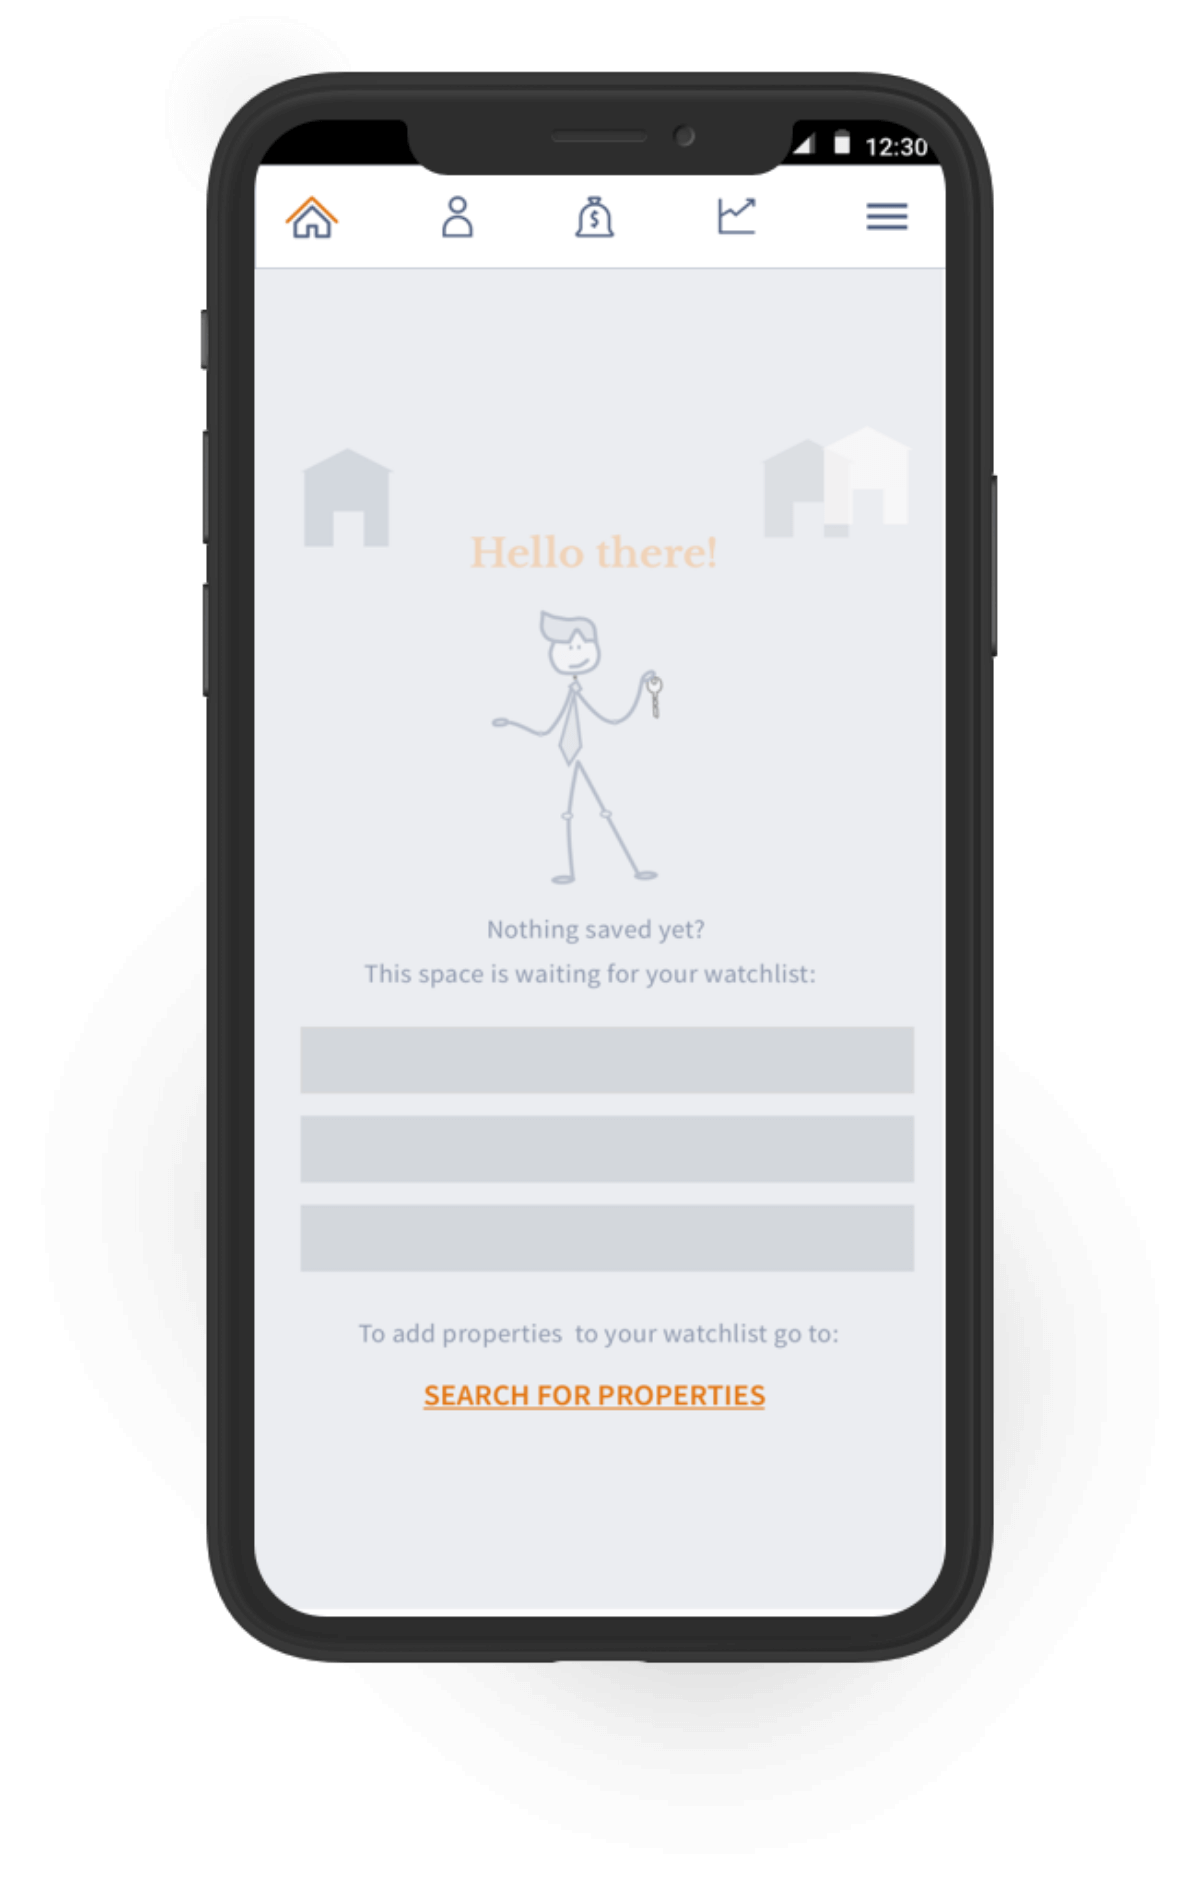 12:30
$
Hello there!
Nothing saved yet?
This space is waiting for your watchlist:
To add properties to your watchlist go to:
SEARCH FOR PROPERTIES